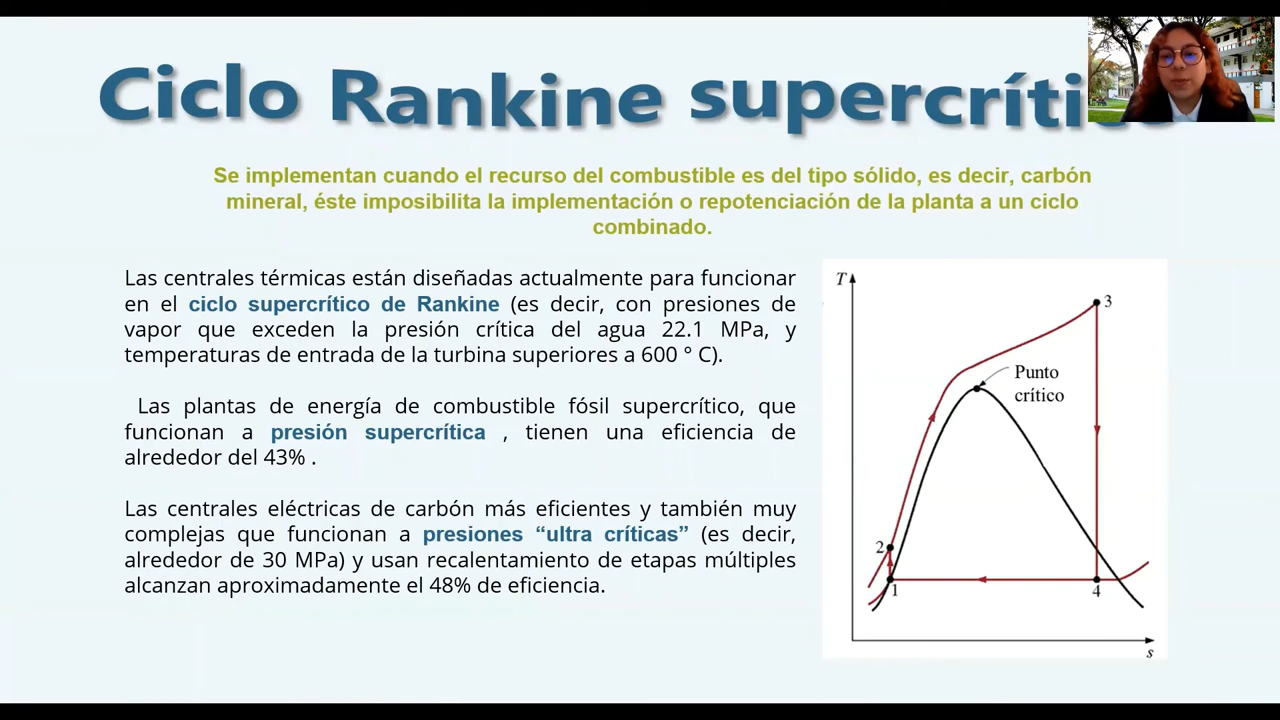 Ciclo Rankine supercríti
Se implementan cuando el recurso del combustible es del tipo sólido, es decir, carbón
mineral, éste imposibilita la implementación o repotenciación de la planta a un ciclo
combinado.
Las centrales térmicas están diseñadas actualmente para funcionar
en el ciclo supercrítico de Rankine (es decir, con presiones de
vapor que exceden la presión crítica del agua 22.1 MPa, y
temperaturas de entrada de la turbina superiores a 600 ° C).
Las plantas de energía de combustible fósil supercrítico, que
funcionan a presión supercrítica , tienen una eficiencia de
alrededor del 43% .
Las centrales eléctricas de carbón más eficientes y también muy
complejas que funcionan a presiones “ultra críticas” (es decir,
alrededor de 30 MPa) y usan recalentamiento de etapas múltiples
alcanzan aproximadamente el 48% de eficiencia.
T
3
Punto
crítico
2
1
4
s